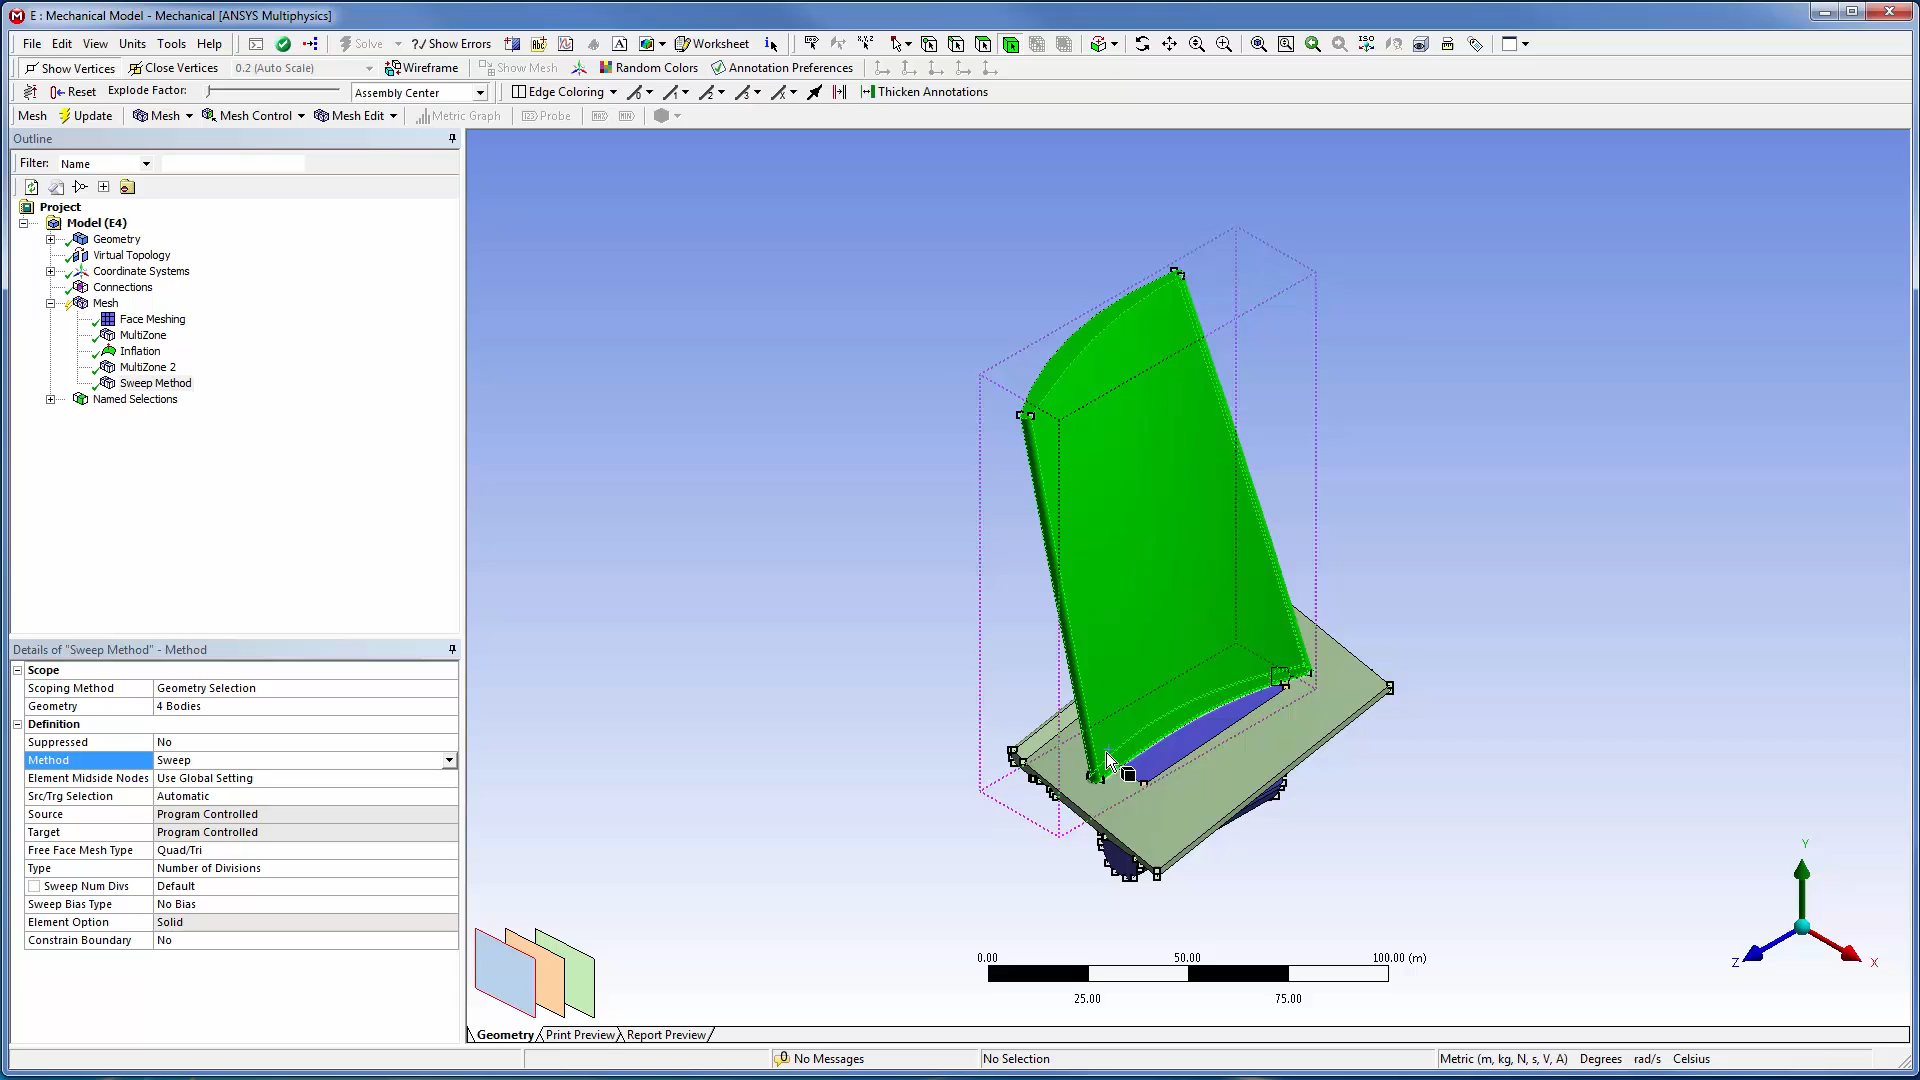 E : Mechanical Model - Mechanical [ANSYS Multiphysics]
File Edit View Units Tools Help Solve ?/ Show Errors Worksheet
Show Vertices Close Vertices 0.2 (Auto Scale) Wireframe Show Mesh Random Colors Annotation Preferences
Reset Explode Factor: Assembly Center Edge Coloring Thicken Annotations
Mesh Update Mesh Mesh Control Mesh Edit Metric Graph Probe
Outline
Filter: Name
Project
Model (E4)
Geometry
Virtual Topology
Coordinate Systems
Connections
Mesh
Face Meshing
MultiZone
Inflation
MultiZone 2
Sweep Method
Named Selections
Details of "Sweep Method" - Method
Scope
Scoping Method Geometry Selection
Geometry 4 Bodies
Definition
Suppressed No
Method Sweep
Element Midside Nodes Use Global Setting
Src/Trg Selection Automatic
Source Program Controlled
Target Program Controlled
Free Face Mesh Type Quad/Tri
Type Number of Divisions
Sweep Num Divs Default
Sweep Bias Type No Bias
Element Option Solid
Constrain Boundary No
0.00 50.00 100.00 (m)
25.00 75.00
Y
Z X
Geometry Print Preview Report Preview
No Messages No Selection Metric (m, kg, N, s, V, A) Degrees rad/s Celsius